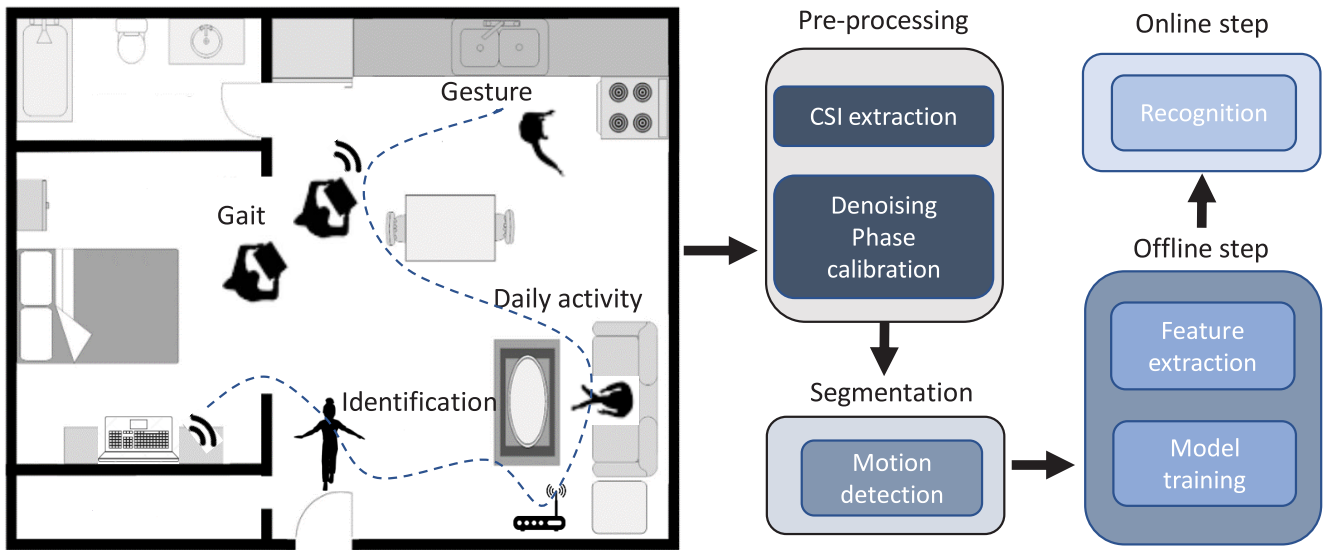 Gesture
Gait
Daily activity
Identification
Pre-processing
CSI extraction
Denoising
Phase
calibration
Segmentation
Motion
detection
Online step
Recognition
Offline step
Feature
extraction
Model
training